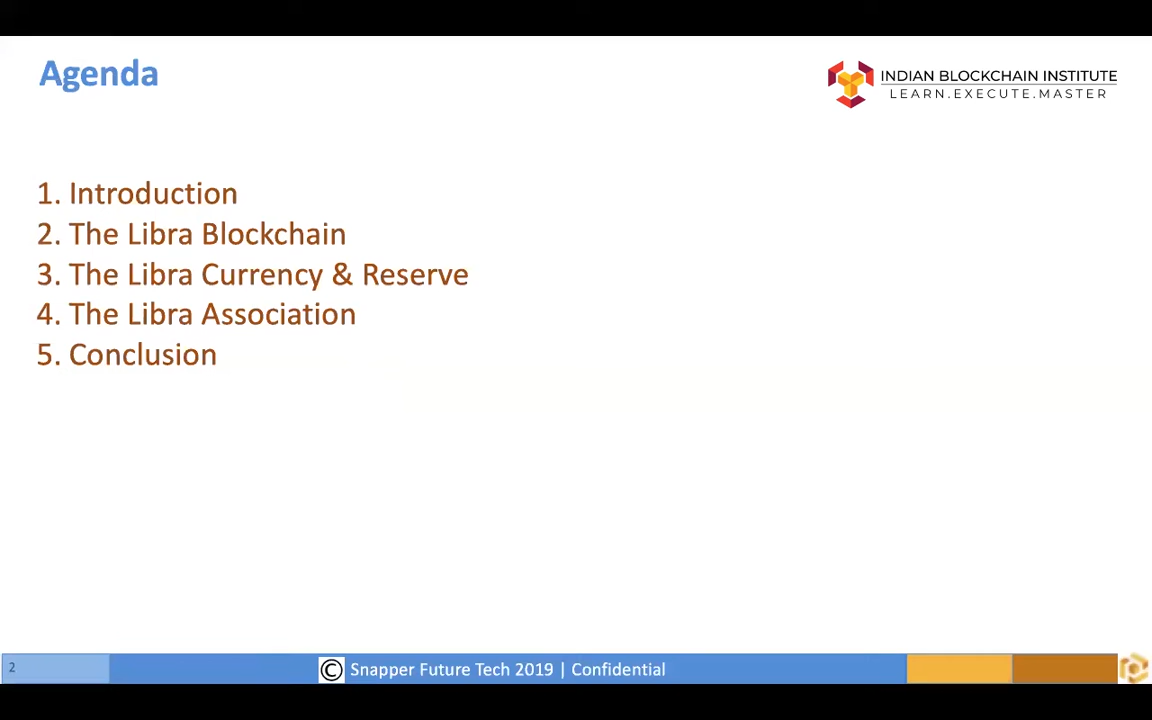 Agenda
INDIAN BLOCKCHAIN INSTITUTE
LEARN.EXECUTE.MASTER
1. Introduction
2. The Libra Blockchain
3. The Libra Currency & Reserve
4. The Libra Association
5. Conclusion
2
© Snapper Future Tech 2019 | Confidential